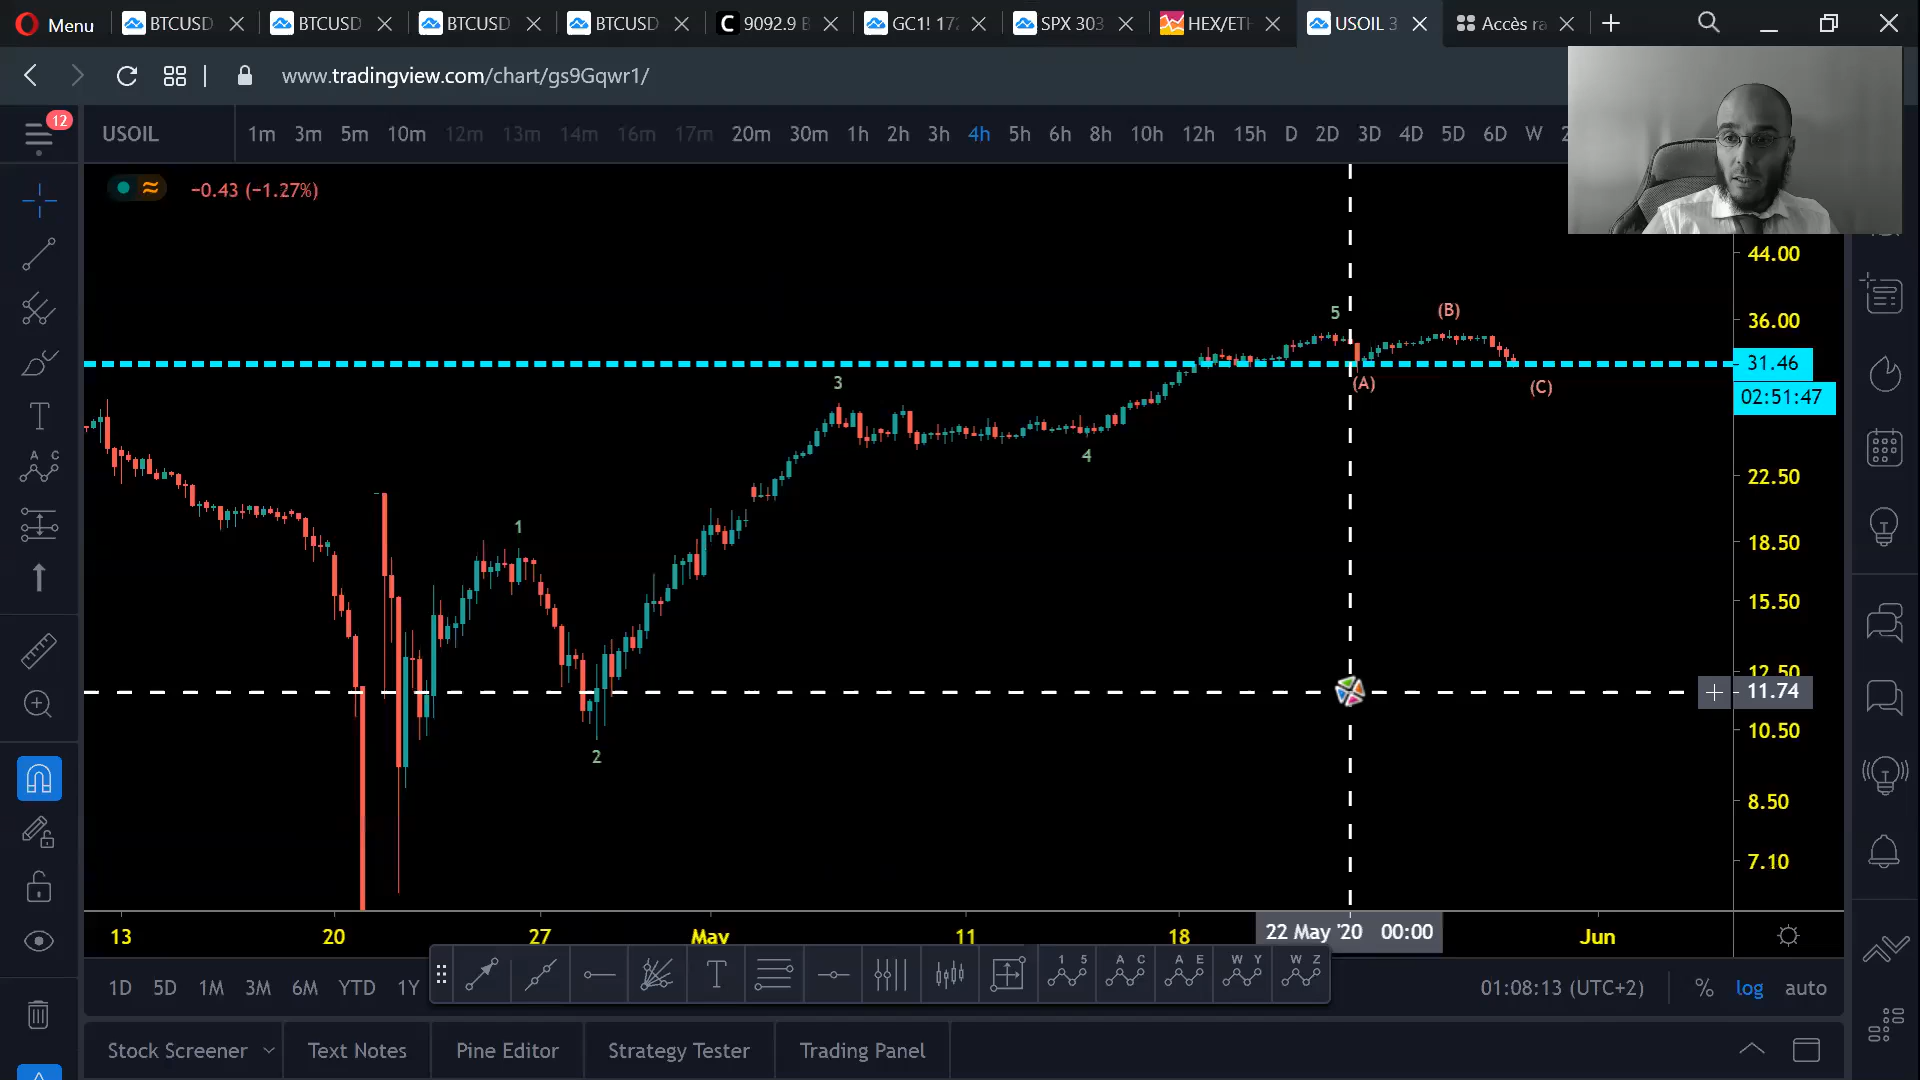 Menu BTCUSD BTCUSD BTCUSD BTCUSD C 9092.9 B GC1! 172 SPX 303 HEX/ETH USOIL 3 Accès ra
www.tradingview.com/chart/gs9Gqwr1/
12
USOIL 1m 3m 5m 10m 12m 13m 14m 16m 17m 20m 30m 1h 2h 3h 4h 5h 6h 8h 10h 12h 15h D 2D 3D 4D 5D 6D W 2
−0.43 (−1.27%)
44.00
5 (B) 36.00
31.46
3 (A) (C)
02:51:47
4
22.50
1
18.50
15.50
12.50
11.74
10.50
2
8.50
7.10
13 20 27 May 11 18 22 May '20 00:00 Jun
1D 5D 1M 3M 6M YTD 1Y T 1 5 A C A E W Y W Z 01:08:13 (UTC+2) % log auto
Stock Screener Text Notes Pine Editor Strategy Tester Trading Panel